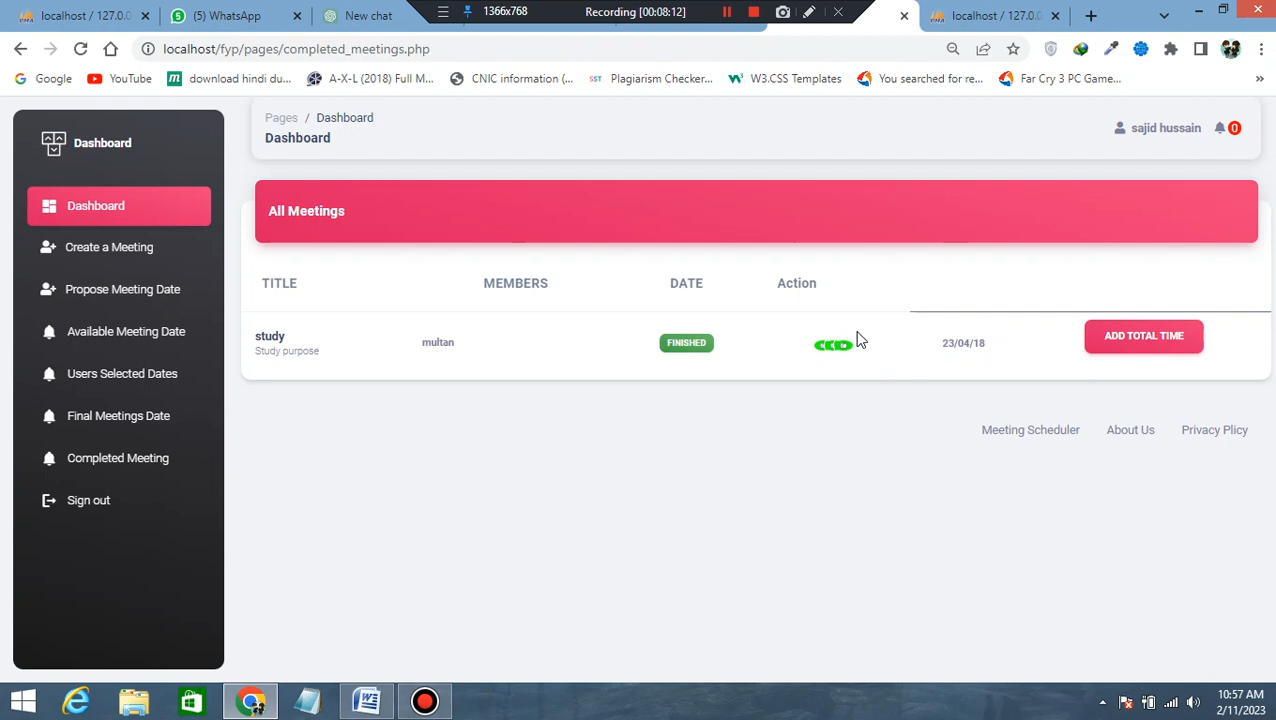 localhost / 127.0.
(5) WhatsApp
New chat
1366x768
Recording [00:08:12]
localhost / 127.0.
localhost/fyp/pages/completed_meetings.php
Google
YouTube
download hindi du...
A-X-L (2018) Full M...
CNIC information (...
SST
Plagiarism Checker...
W3.CSS Templates
You searched for re...
Far Cry 3 PC Game...
»
Dashboard
Pages / Dashboard
Dashboard
sajid hussain
0
Dashboard
Create a Meeting
Propose Meeting Date
Available Meeting Date
Users Selected Dates
Final Meetings Date
Completed Meeting
Sign out
All Meetings
TITLE MEMBERS DATE Action
study
Study purpose
multan
FINISHED
23/04/18
ADD TOTAL TIME
Meeting Scheduler
About Us
Privacy Plicy
10:57 AM
2/11/2023